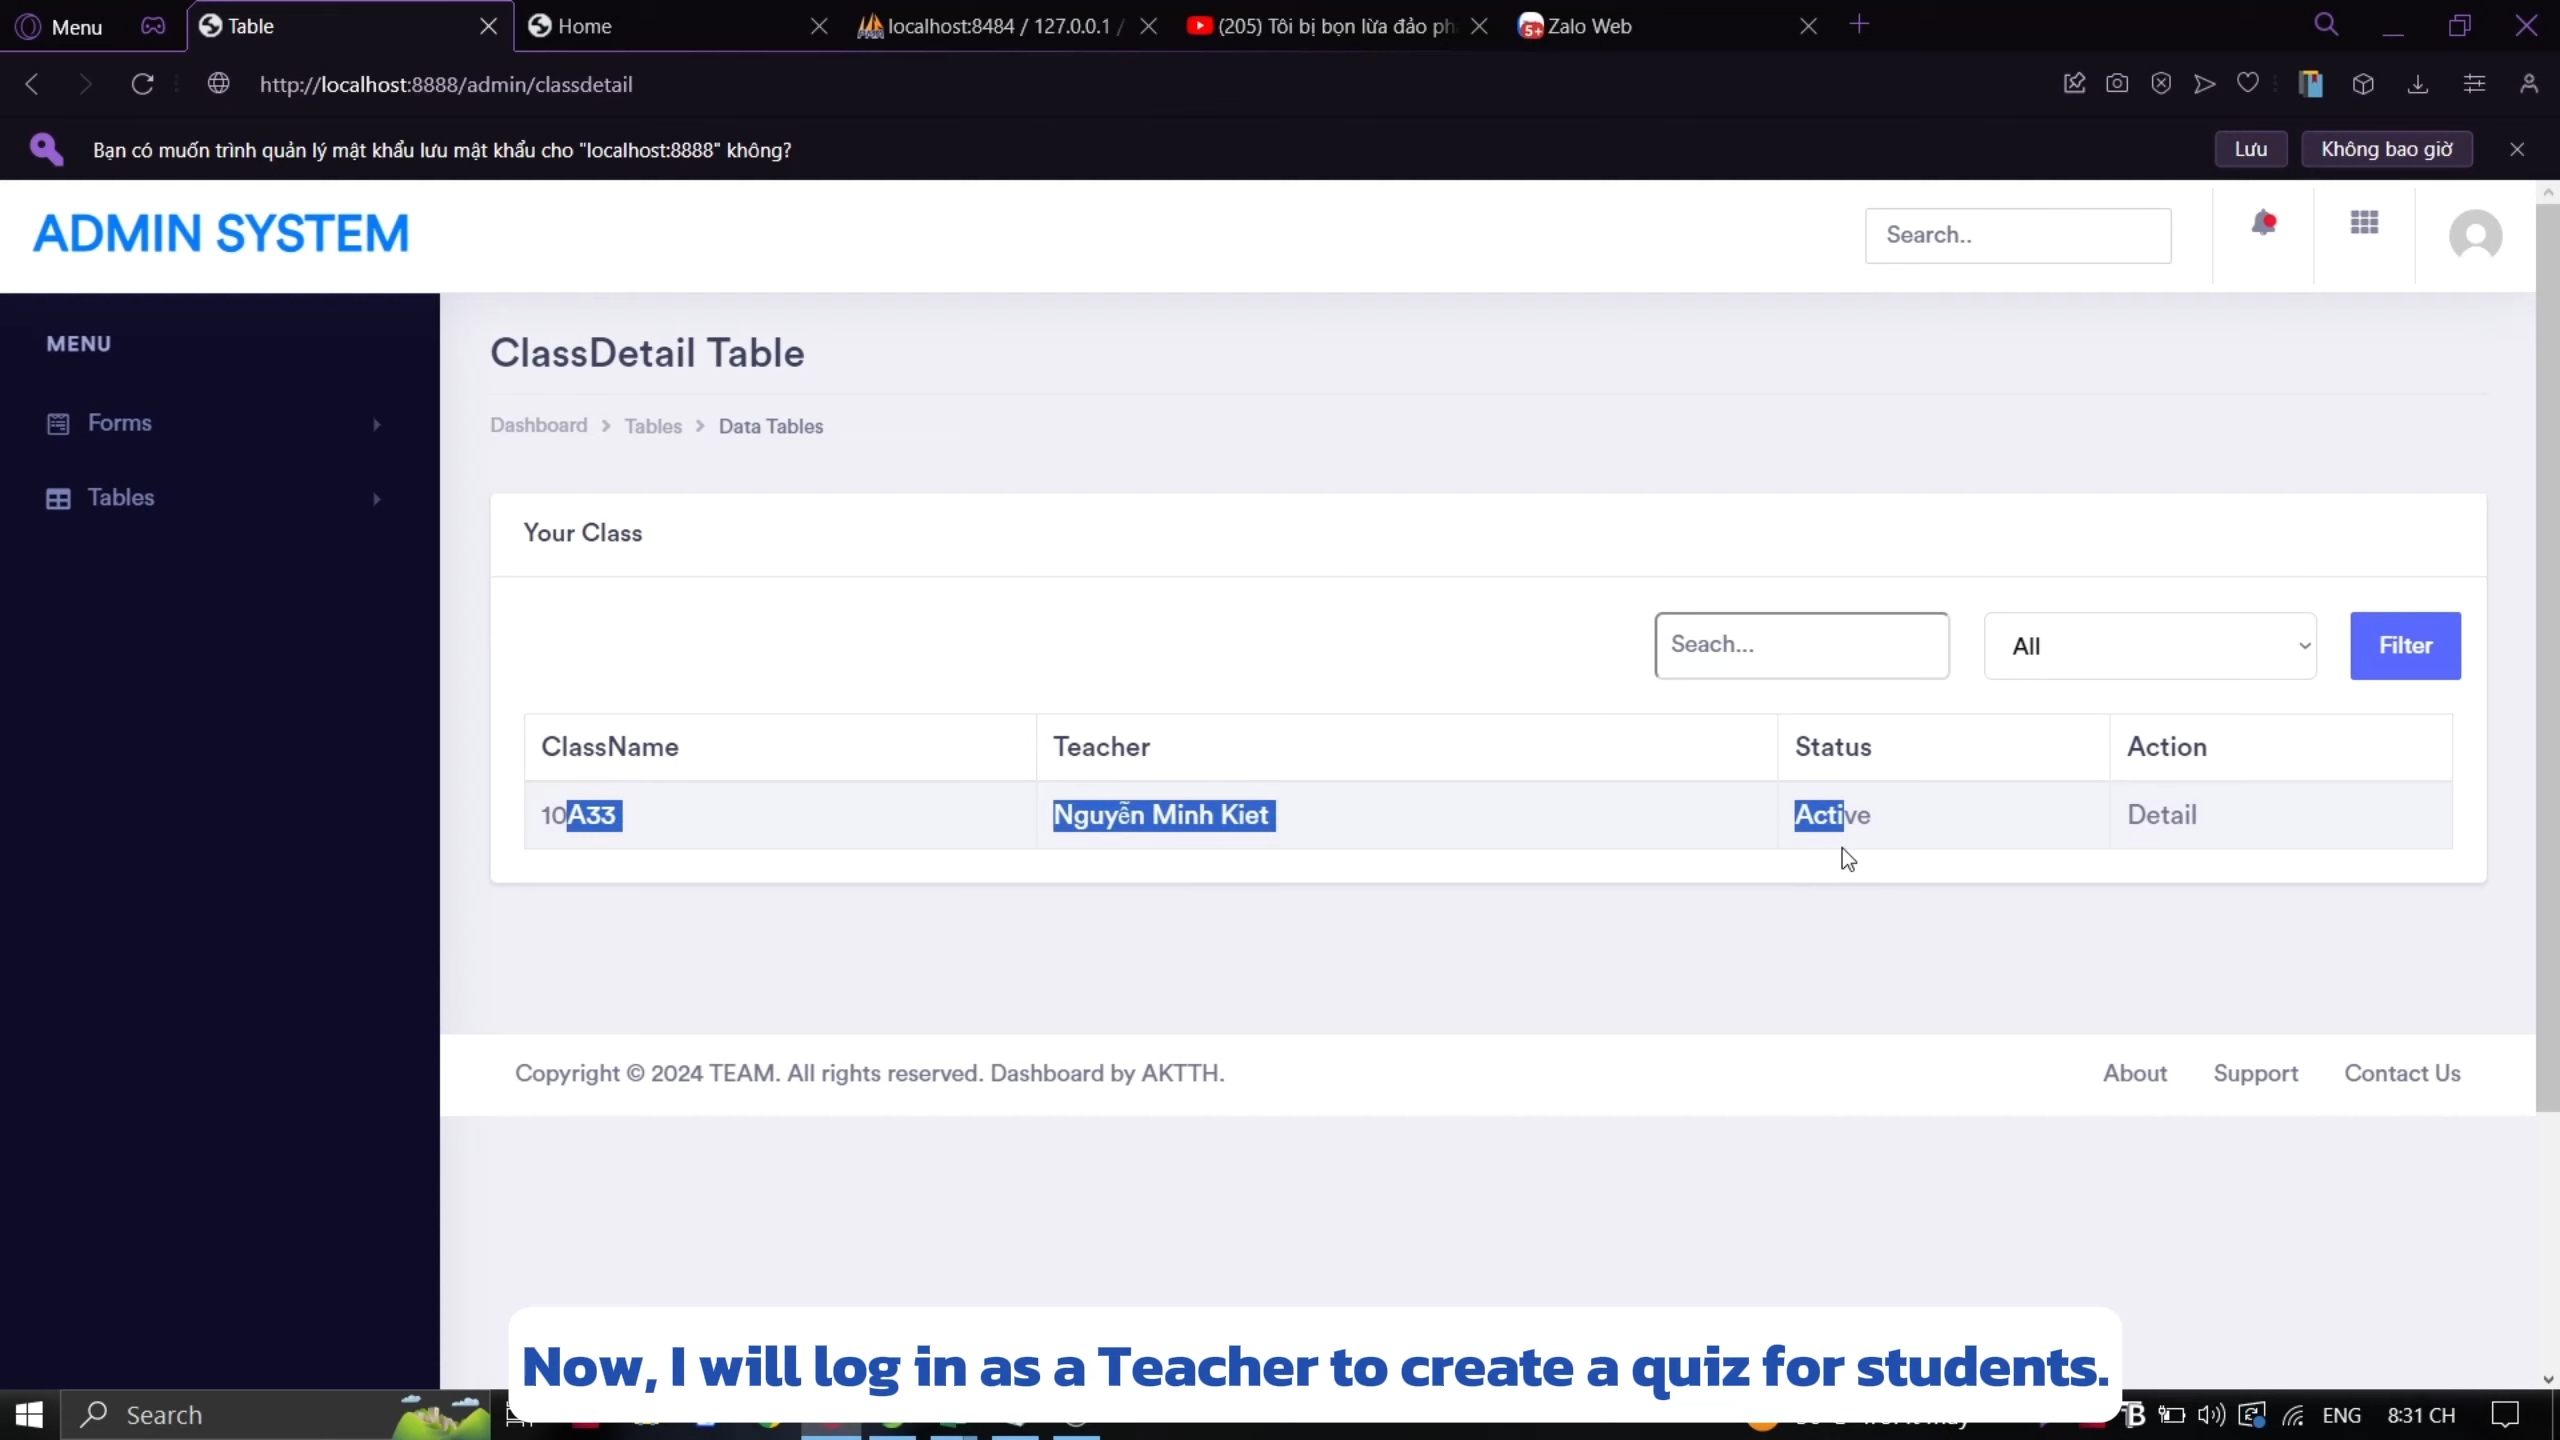 Menu
Table
Home
localhost:8484 / 127.0.0.1 /
(205) Tôi bị bọn lừa đảo ph
5+
Zalo Web
http://localhost:8888/admin/classdetail
Bạn có muốn trình quản lý mật khẩu lưu mật khẩu cho "localhost:8888" không?
Lưu
Không bao giờ
ADMIN SYSTEM
Search..
MENU
Forms
Tables
ClassDetail Table
Dashboard
Tables
Data Tables
Your Class
Seach...
All
Filter
ClassName Teacher Status Action
10A33 Nguyễn Minh Kiet Active Detail
Copyright © 2024 TEAM. All rights reserved. Dashboard by AKTTH.
About
Support
Contact Us
Now, I will log in as a Teacher to create a quiz for students.
Search
ENG
8:31 CH